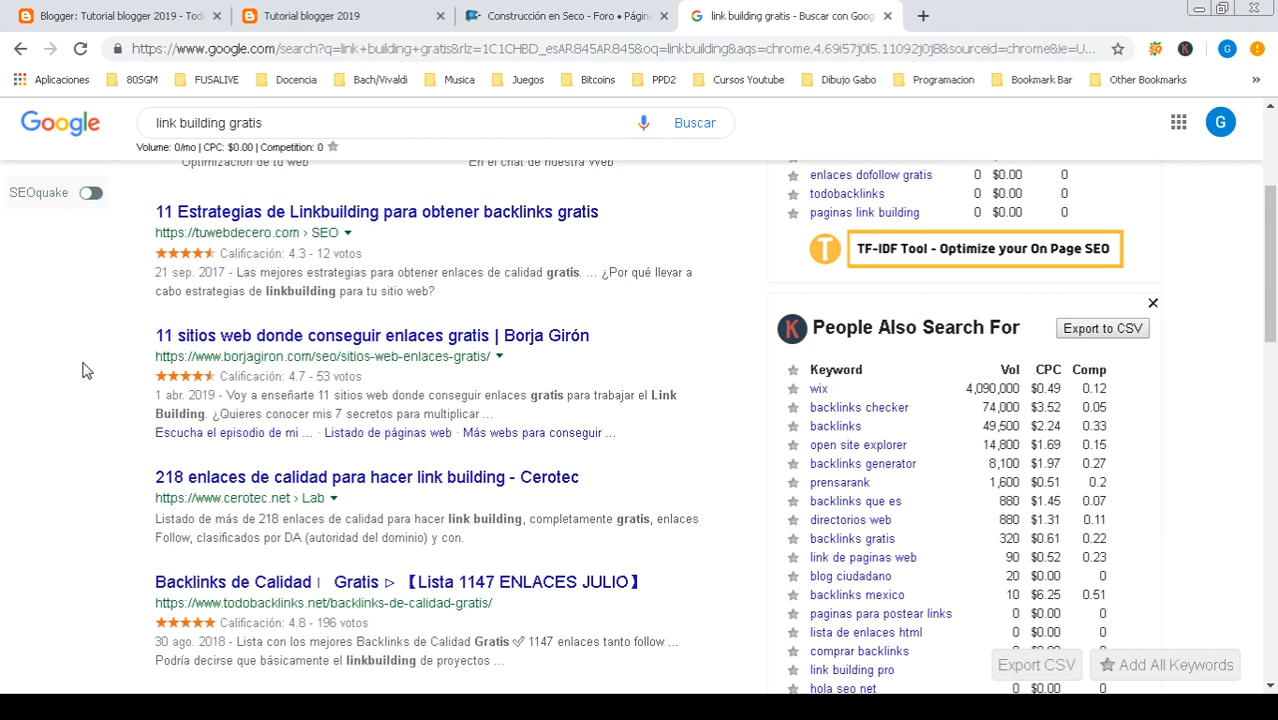 Blogger: Tutorial blogger 2019 - Tod
Tutorial blogger 2019
Construcción en Seco - Foro • Págin
link building gratis - Buscar con Goog
https://www.google.com/search?q=link+building+gratis&rlz=1C1CHBD_esAR845AR845&oq=linkbuilding&aqs=chrome.4.69i57j0l5.11092j0j8&sourceid=chrome&ie=U...
Aplicaciones
80SGM
FUSALIVE
Docencia
Bach/Vivaldi
Musica
Juegos
Bitcoins
PPD2
Cursos Youtube
Dibujo Gabo
Programacion
Bookmark Bar
Other Bookmarks
Google
link building gratis
Buscar
G
Volume: 0/mo | CPC: $0.00 | Competition: 0
Optimización de tu web
En el chat de nuestra Web
SEOquake
11 Estrategias de Linkbuilding para obtener backlinks gratis
https://tuwebdecero.com › SEO
Calificación: 4.3 - 12 votos
21 sep. 2017 - Las mejores estrategias para obtener enlaces de calidad gratis. ... ¿Por qué llevar a
cabo estrategias de linkbuilding para tu sitio web?
11 sitios web donde conseguir enlaces gratis | Borja Girón
https://www.borjagiron.com/seo/sitios-web-enlaces-gratis/
Calificación: 4.7 - 53 votos
1 abr. 2019 - Voy a enseñarte 11 sitios web donde conseguir enlaces gratis para trabajar el Link
Building. ¿Quieres conocer mis 7 secretos para multiplicar ...
Escucha el episodio de mi ... · Listado de páginas web · Más webs para conseguir ...
218 enlaces de calidad para hacer link building - Cerotec
https://www.cerotec.net › Lab
Listado de más de 218 enlaces de calidad para hacer link building, completamente gratis, enlaces
Follow, clasificados por DA (autoridad del dominio) y con.
Backlinks de Calidad | Gratis ▷ 【Lista 1147 ENLACES JULIO】
https://www.todobacklinks.net/backlinks-de-calidad-gratis/
Calificación: 4.8 - 196 votos
30 ago. 2018 - Lista con los mejores Backlinks de Calidad Gratis ✅ 1147 enlaces tanto follow ...
Podría decirse que básicamente el linkbuilding de proyectos ...
enlaces dofollow gratis 0 $0.00 0
todobacklinks 0 $0.00 0
paginas link building 0 $0.00 0
T TF-IDF Tool - Optimize your On Page SEO
K People Also Search For Export to CSV
Keyword Vol CPC Comp
wix 4,090,000 $0.49 0.12
backlinks checker 74,000 $3.52 0.05
backlinks 49,500 $2.24 0.33
open site explorer 14,800 $1.69 0.15
backlinks generator 8,100 $1.97 0.27
prensarank 1,600 $0.51 0.2
backlinks que es 880 $1.45 0.07
directorios web 880 $1.31 0.11
backlinks gratis 320 $0.61 0.22
link de paginas web 90 $0.52 0.23
blog ciudadano 20 $0.00 0
backlinks mexico 10 $6.25 0.51
paginas para postear links 0 $0.00 0
lista de enlaces html 0 $0.00 0
comprar backlinks
link building pro 0 $0.00 0
hola seo net 0 $0.00 0
Export CSV
Add All Keywords